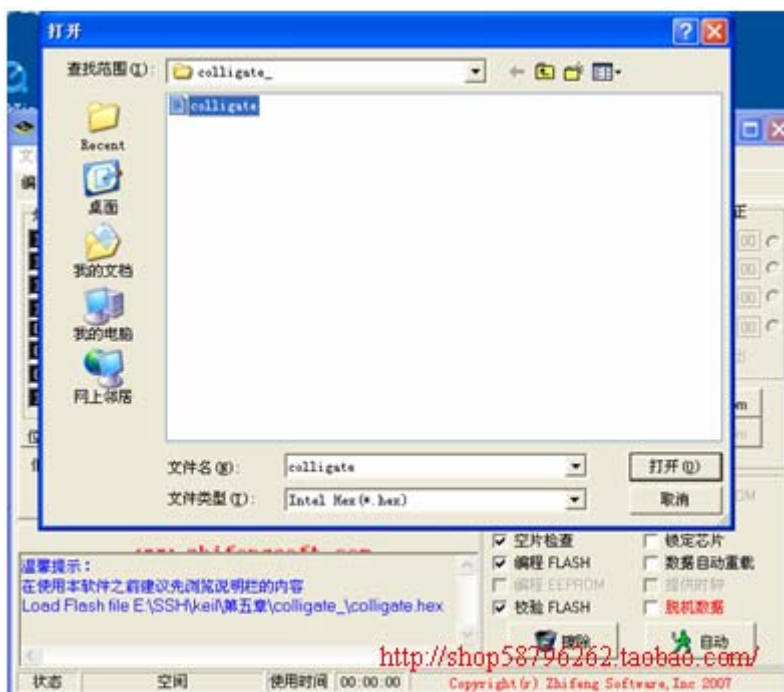 打开
查找范围(I):
colligate_
colligate
Recent
桌面
我的文档
我的电脑
网上邻居
文件名(N):
colligate
打开(O)
文件类型(T):
Intel Hex(*.hex)
取消
空片检查
锁定芯片
温馨提示:
编程 FLASH
数据自动重载
在使用本软件之前建议先浏览说明栏的内容
编程 EEPROM
提供时钟
Load Flash file E:\SSH\keil\第五章\colligate_\colligate.hex
校验 FLASH
脱机数据
擦除
自动
http://shop58796262.taobao.com/
状态
空闲
使用时间
00:00:00
Copyright(r) Zhifeng Software, Inc 2007